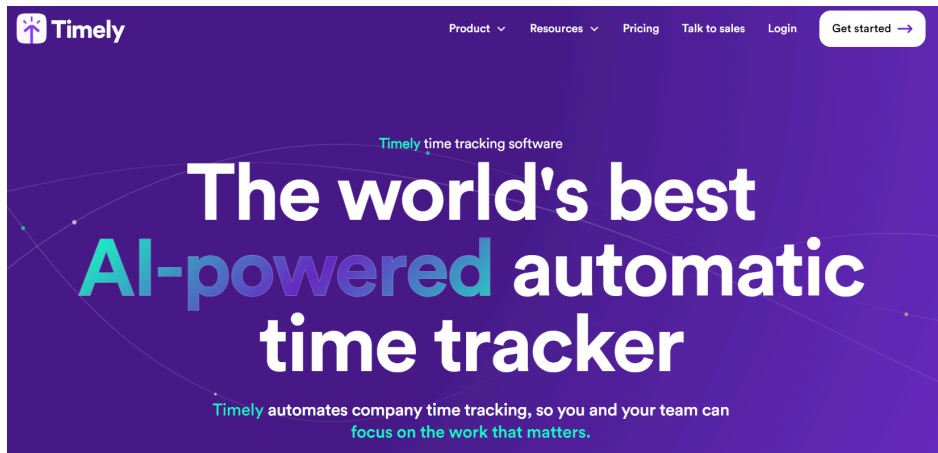 Timely
Product
Resources
Pricing
Talk to sales
Login
Get started
Timely time tracking software
The world's best
AI-powered automatic
time tracker
Timely automates company time tracking, so you and your team can
focus on the work that matters.